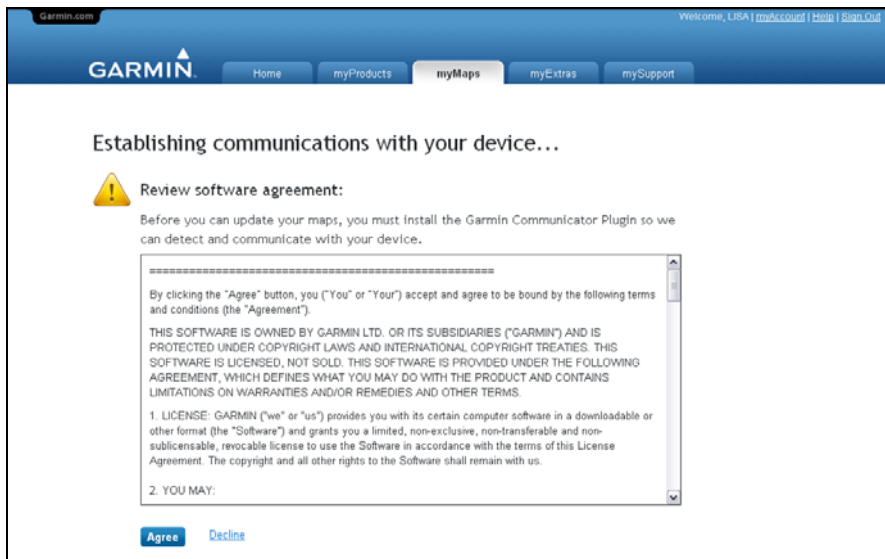 Garmin.com
Welcome, LISA | myAccount | Help | Sign Out
GARMIN.
Home myProducts myMaps myExtras mySupport
Establishing communications with your device...
Review software agreement:
Before you can update your maps, you must install the Garmin Communicator Plugin so we
can detect and communicate with your device.
====================================================
By clicking the "Agree" button, you ("You" or "Your") accept and agree to be bound by the following terms
and conditions (the "Agreement").
THIS SOFTWARE IS OWNED BY GARMIN LTD. OR ITS SUBSIDIARIES ("GARMIN") AND IS
PROTECTED UNDER COPYRIGHT LAWS AND INTERNATIONAL COPYRIGHT TREATIES. THIS
SOFTWARE IS LICENSED, NOT SOLD. THIS SOFTWARE IS PROVIDED UNDER THE FOLLOWING
AGREEMENT, WHICH DEFINES WHAT YOU MAY DO WITH THE PRODUCT AND CONTAINS
LIMITATIONS ON WARRANTIES AND/OR REMEDIES AND OTHER TERMS.
1. LICENSE: GARMIN ("we" or "us") provides you with its certain computer software in a downloadable or
other format (the "Software") and grants you a limited, non-exclusive, non-transferable and non-
sublicensable, revocable license to use the Software in accordance with the terms of this License
Agreement. The copyright and all other rights to the Software shall remain with us.
2. YOU MAY:
Agree Decline